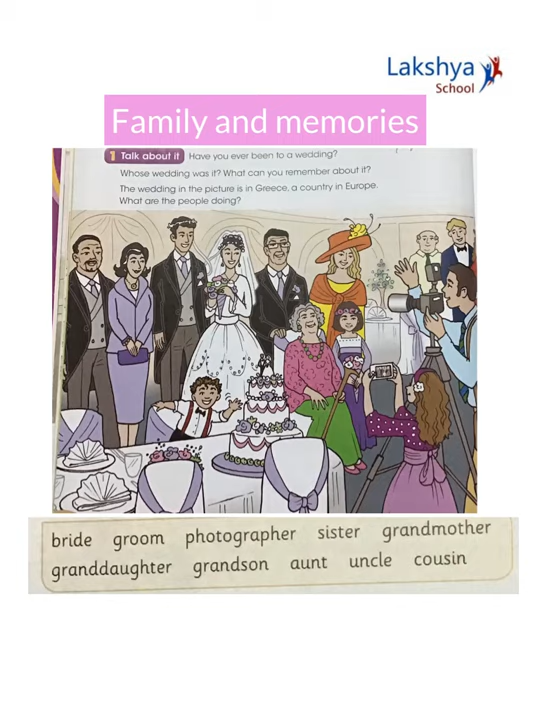 Lakshya
School
Family and memories
1 Talk about it Have you ever been to a wedding?
Whose wedding was it? What can you remember about it?
The wedding in the picture is in Greece, a country in Europe.
What are the people doing?
bride groom photographer sister grandmother
granddaughter grandson aunt uncle cousin